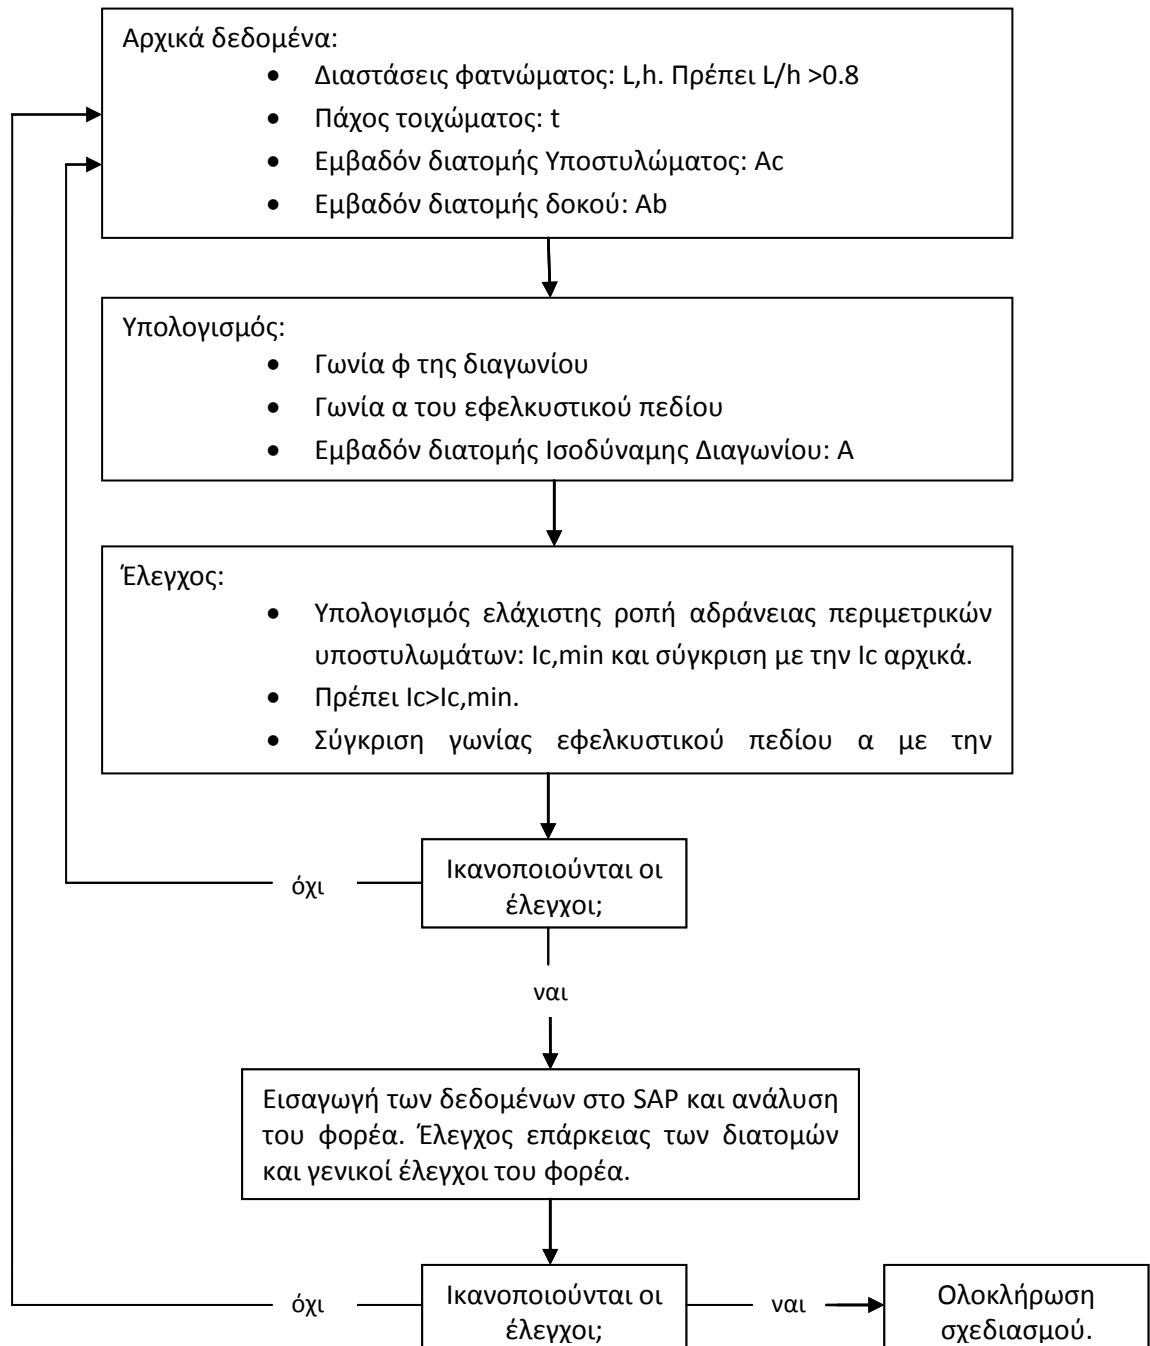 Αρχικά δεδομένα:
• Διαστάσεις φατνώματος: L,h. Πρέπει L/h >0.8
• Πάχος τοιχώματος: t
• Εμβαδόν διατομής Υποστυλώματος: Ac
• Εμβαδόν διατομής δοκού: Ab
Υπολογισμός:
• Γωνία φ της διαγωνίου
• Γωνία α του εφελκυστικού πεδίου
• Εμβαδόν διατομής Ισοδύναμης Διαγωνίου: A
Έλεγχος:
• Υπολογισμός ελάχιστης ροπή αδράνειας περιμετρικών
υποστυλωμάτων: Ic,min και σύγκριση με την Ic αρχικά.
• Πρέπει Ic>Ic,min.
• Σύγκριση γωνίας εφελκυστικού πεδίου α με την
Ικανοποιούνται οι
έλεγχοι;
όχι
ναι
Εισαγωγή των δεδομένων στο SAP και ανάλυση
του φορέα. Έλεγχος επάρκειας των διατομών
και γενικοί έλεγχοι του φορέα.
όχι
Ικανοποιούνται οι
έλεγχοι;
ναι
Ολοκλήρωση
σχεδιασμού.